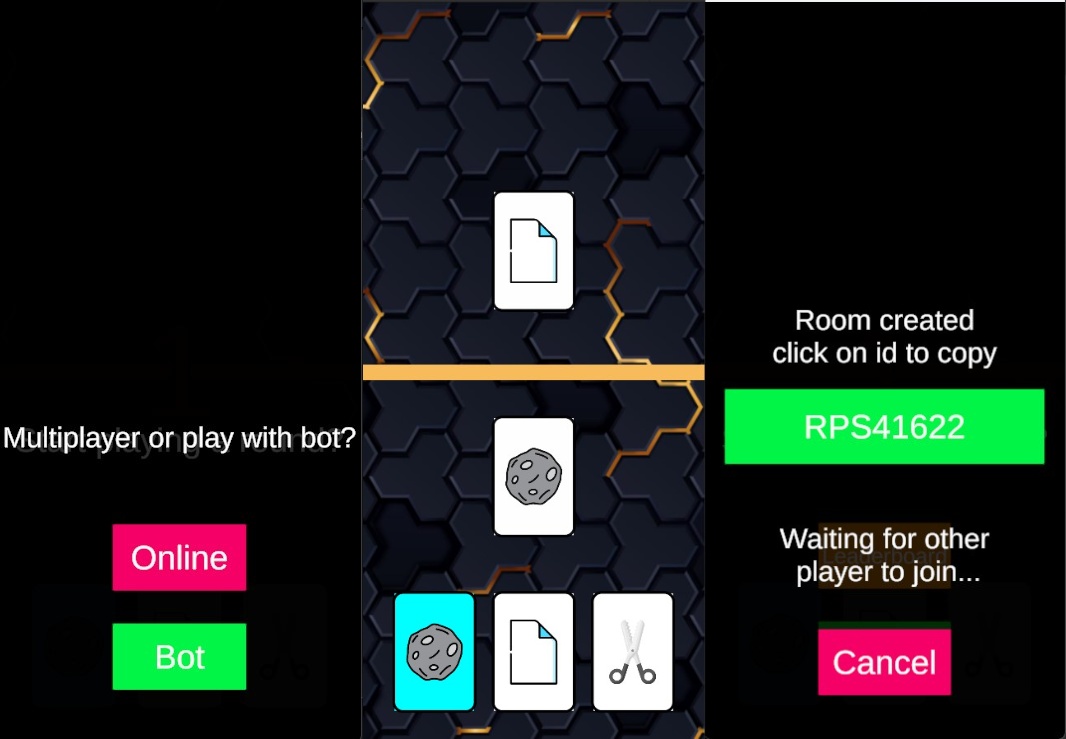 Multiplayer or play with bot?
Online
Bot
Room created
click on id to copy
RPS41622
Waiting for other
player to join...
Leaderboard
Cancel